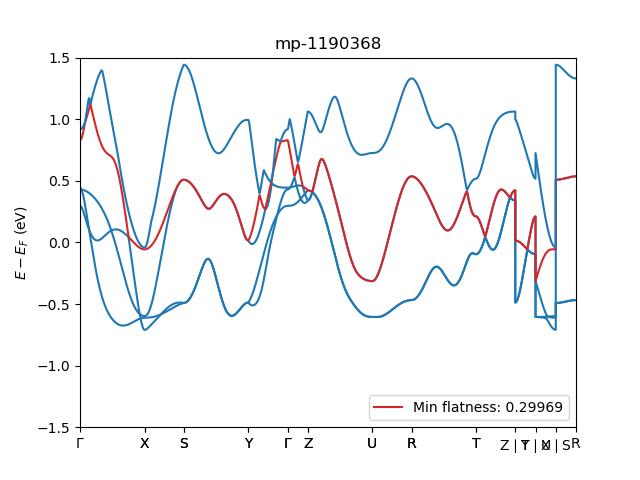 mp-1190368
1.5
1.0
0.5
0.0
−0.5
−1.0
−1.5
E − E_F (eV)
Min flatness: 0.29969
Γ X S Y Γ Z U R T Z | Y | X | S R